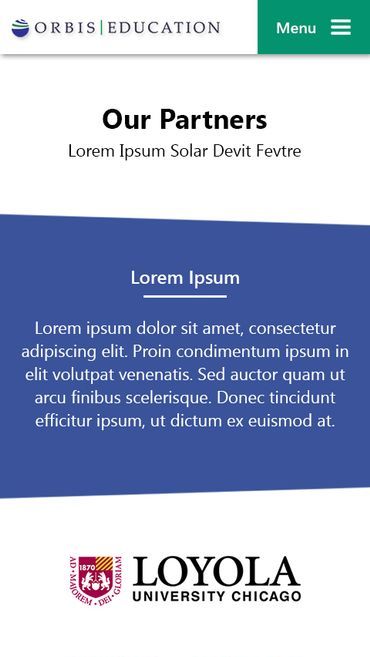 ORBIS|EDUCATION
Menu
Our Partners
Lorem Ipsum Solar Devit Fevtre
Lorem Ipsum
Lorem ipsum dolor sit amet, consectetur
adipiscing elit. Proin condimentum ipsum in
elit volutpat venenatis. Sed auctor quam ut
arcu finibus scelerisque. Donec tincidunt
efficitur ipsum, ut dictum ex euismod at.
1870
AD·MAJOREM·DEI·GLORIAM
LOYOLA
UNIVERSITY CHICAGO